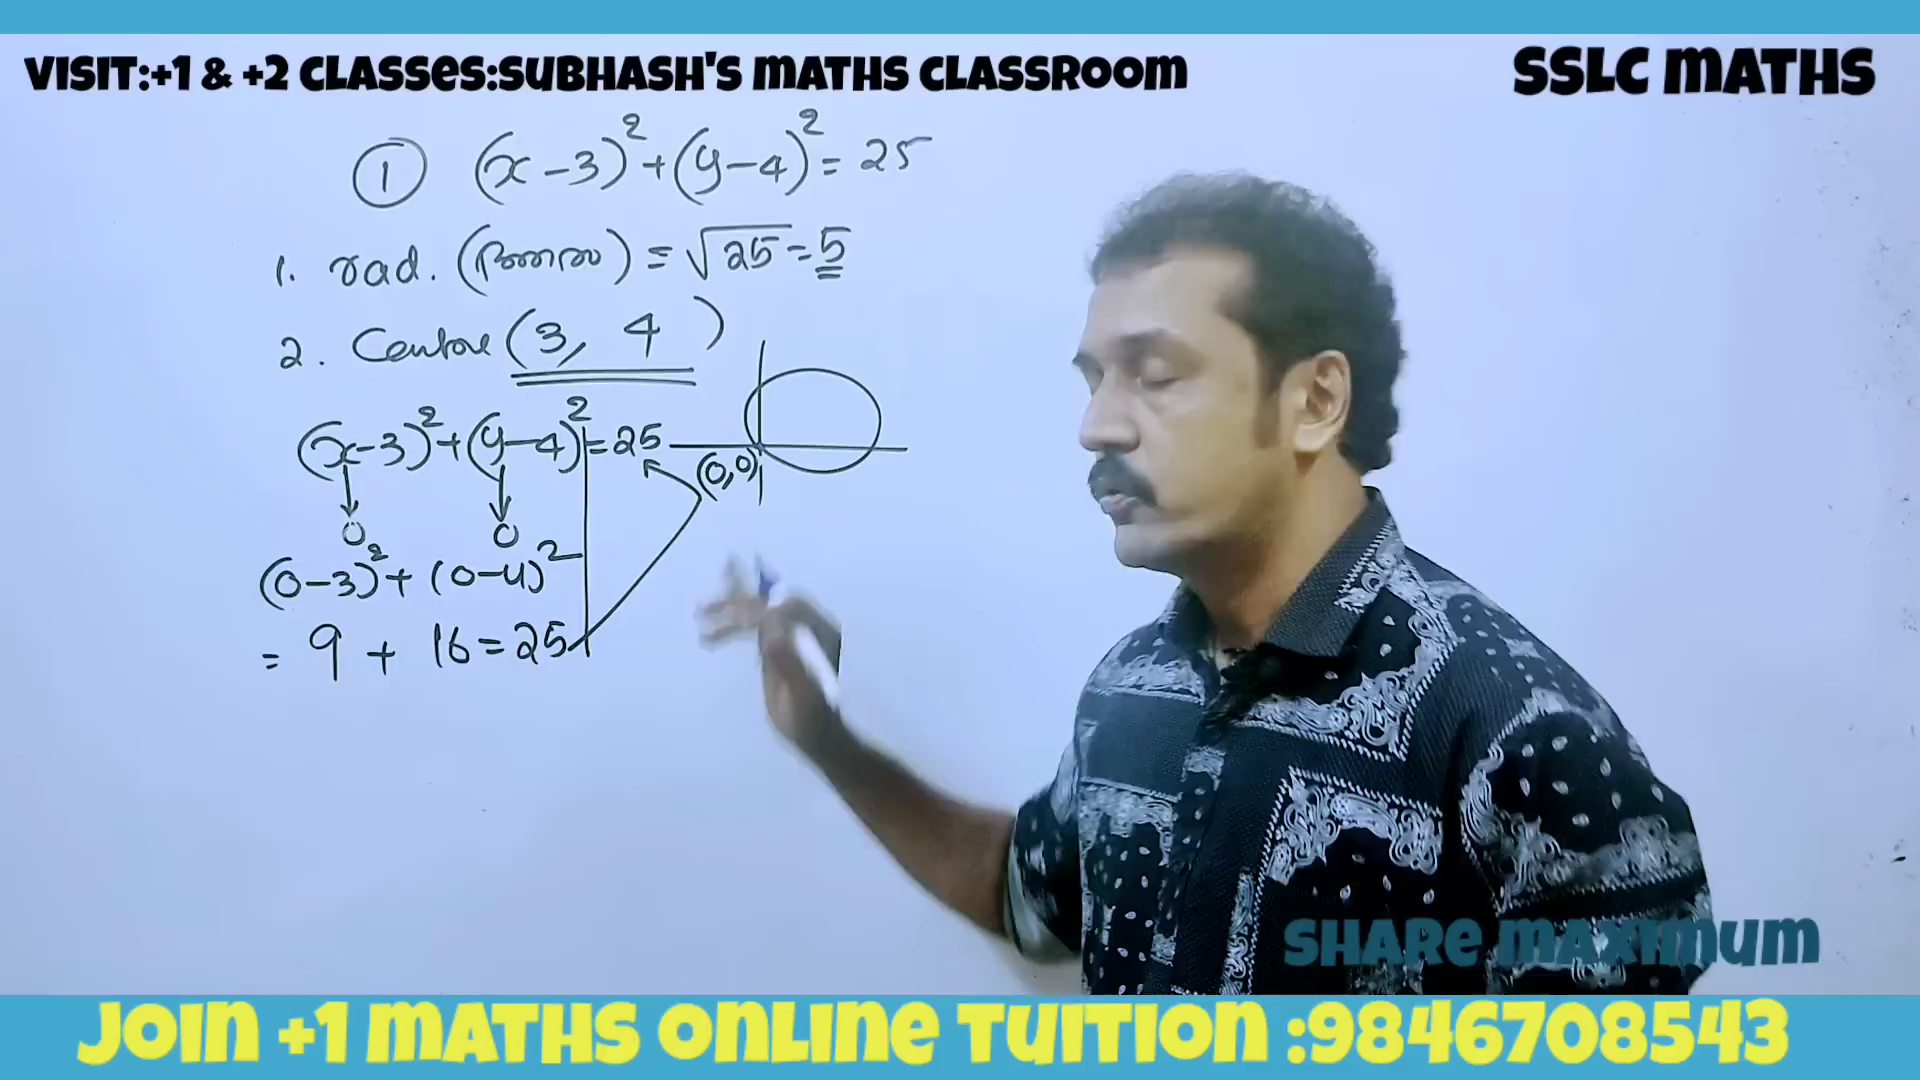 VISIT:+1 & +2 CLASSES:SUBHASH'S MATHS CLASSROOM
SSLC MATHS
① (x-3)²+(y-4)²=25
1. rad. ( ) = √25=5
2. Centre (3, 4)
(x-3)²+(y-4)²=25
(0,0)
0 0
(0-3)²+(0-4)²
= 9 + 16=25
SHARE MAXIMUM
JOIN +1 MATHS ONLINE TUITION :9846708543